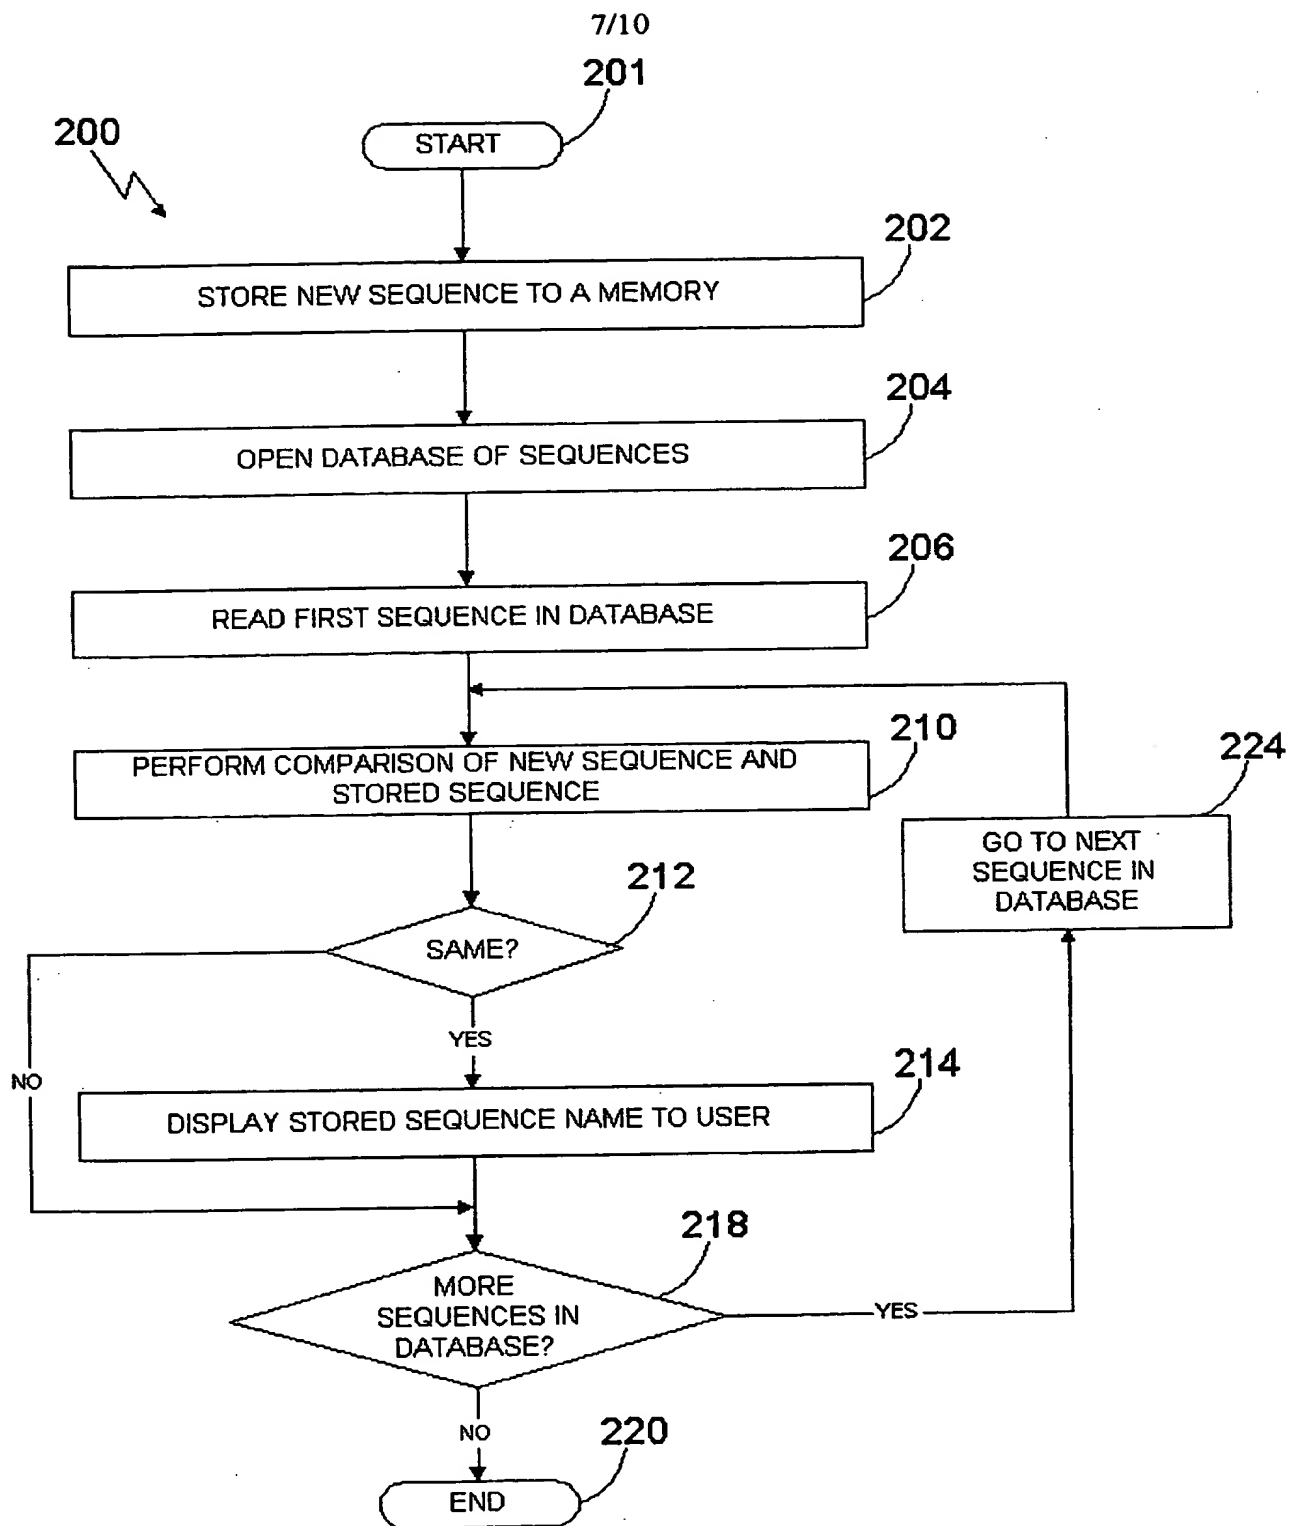 7/10
201
200
START
202
STORE NEW SEQUENCE TO A MEMORY
204
OPEN DATABASE OF SEQUENCES
206
READ FIRST SEQUENCE IN DATABASE
210
PERFORM COMPARISON OF NEW SEQUENCE AND
STORED SEQUENCE
224
GO TO NEXT
SEQUENCE IN
DATABASE
212
SAME?
YES
NO
214
DISPLAY STORED SEQUENCE NAME TO USER
218
MORE
SEQUENCES IN
DATABASE?
YES
NO
220
END